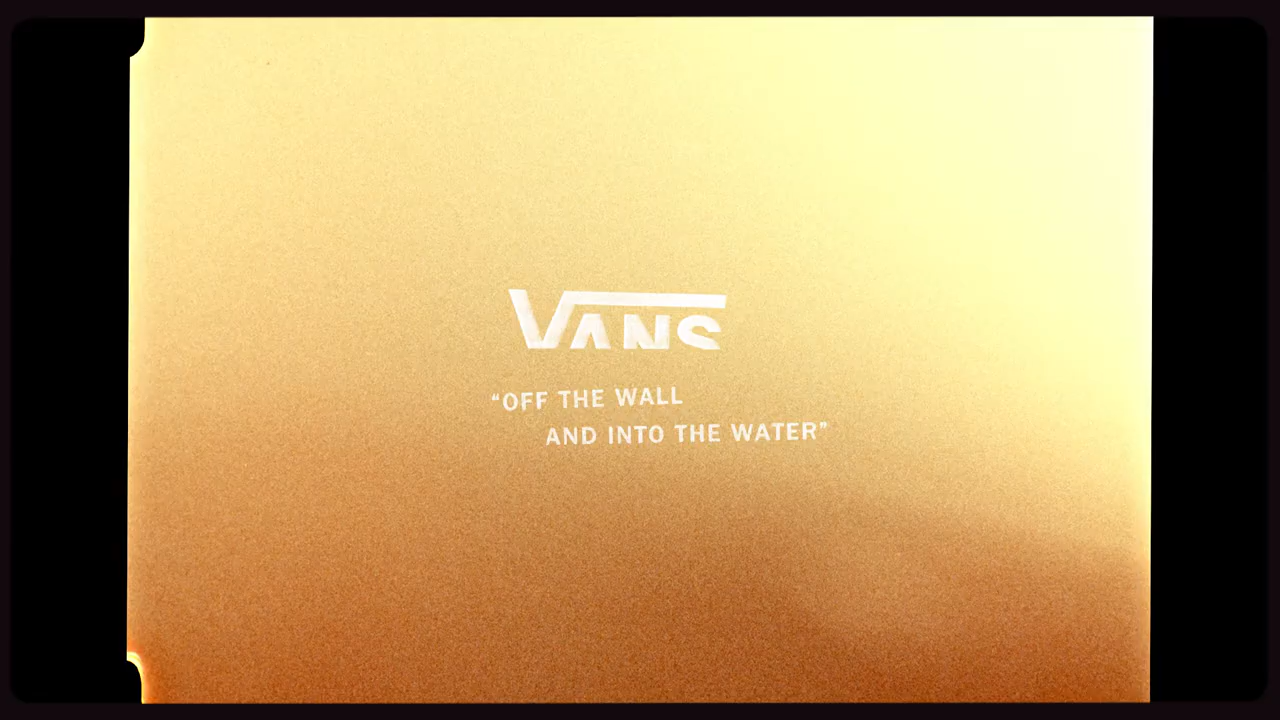 VANS
“OFF THE WALL
AND INTO THE WATER”